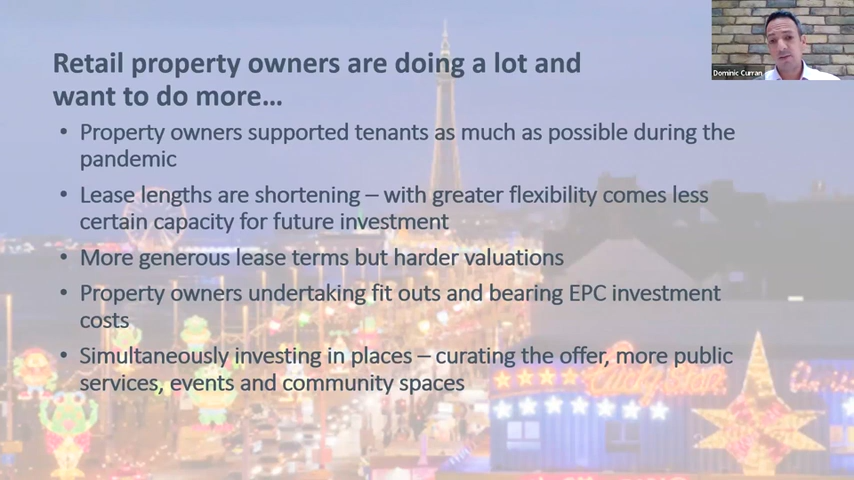 Dominic Curran
Retail property owners are doing a lot and
want to do more...
• Property owners supported tenants as much as possible during the
pandemic
• Lease lengths are shortening – with greater flexibility comes less
certain capacity for future investment
• More generous lease terms but harder valuations
• Property owners undertaking fit outs and bearing EPC investment
costs
• Simultaneously investing in places – curating the offer, more public
services, events and community spaces